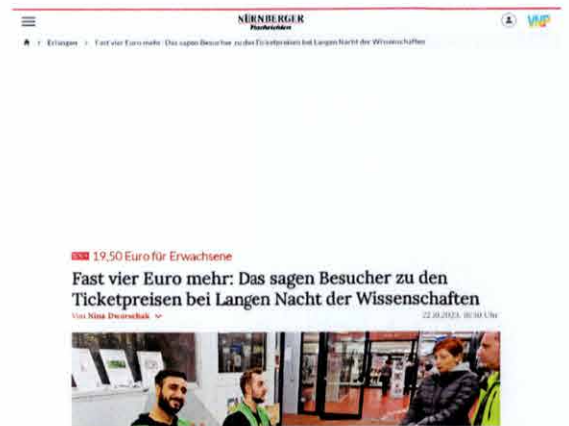 NÜRNBERGER
Nachrichten
VNP
Erlangen > Fast vier Euro mehr: Das sagen Besucher zu den Ticketpreisen bei Langen Nacht der Wissenschaften
19,50 Euro für Erwachsene
Fast vier Euro mehr: Das sagen Besucher zu den
Ticketpreisen bei Langen Nacht der Wissenschaften
Von Nina Dworschak
22.10.2023, 10:30 Uhr